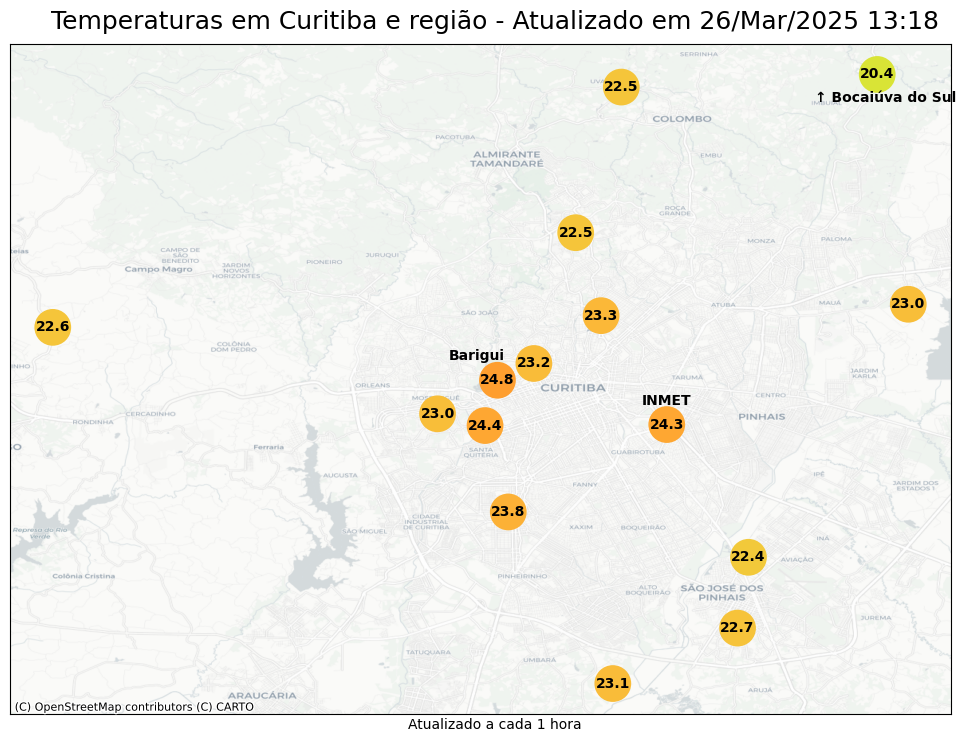 Temperaturas em Curitiba e região - Atualizado em 26/Mar/2025 13:18
SERRINHA
20.4
22.5
↑ Bocaiúva do Sul
COLOMBO
PACOTUBA
ALMIRANTE
TAMANDARÉ
EMBU
ROÇA
GRANDE
22.5
MONZA
PALOMA
CAMPO DE
SÃO
BENEDITO
JURUQUI
PIONEIRO
Campo Magro
JARDIM
NOVOS
HORIZONTES
23.0
MAUÁ
ATUBA
SÃO JOÃO
23.3
22.6
COLÔNIA
DOM PEDRO
Barigui
23.2
24.8
CURITIBA
TARUMÃ
JARDIM
KARLA
ORLEANS
CENTRO
INMET
23.0
CERCADINHO
RONDINHA
PINHAIS
24.4
24.3
Ferraria
SANTA
QUITÉRIA
GUABIROTUBA
AUGUSTA
IPÊ
FANNY
JARDIM DOS
ESTADOS I
23.8
CIDADE
INDUSTRIAL
DE CURITIBA
SÃO MIGUEL
XAXIM
BOQUEIRÃO
Represa do Rio
Verde
INÁ
22.4
AVIAÇÃO
Colônia Cristina
PINHEIRINHO
ALTO
BOQUEIRÃO
SÃO JOSÉ DOS
PINHAIS
JUREMA
22.7
TATUQUARA
UMBARÁ
23.1
ARUJÁ
ARAUCÁRIA
(C) OpenStreetMap contributors (C) CARTO
Atualizado a cada 1 hora